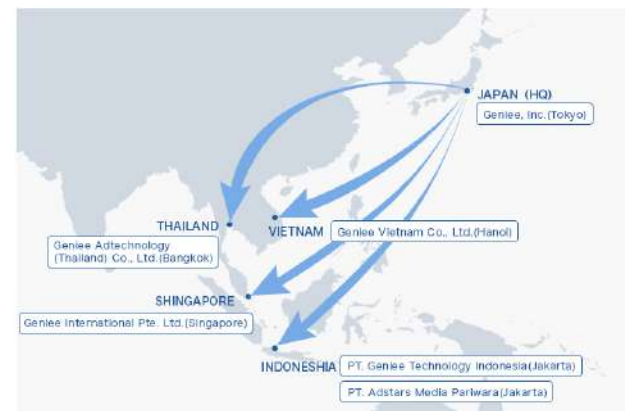 JAPAN (HQ)
Geniee, Inc.(Tokyo)
THAILAND
Geniee Adtechnology
(Thailand) Co., Ltd.(Bangkok)
VIETNAM
Geniee Vietnam Co., Ltd.(Hanoi)
SHINGAPORE
Geniee International Pte. Ltd.(Singapore)
INDONESHIA
PT. Geniee Technology Indonesia(Jakarta)
PT. Adstars Media Pariwara(Jakarta)